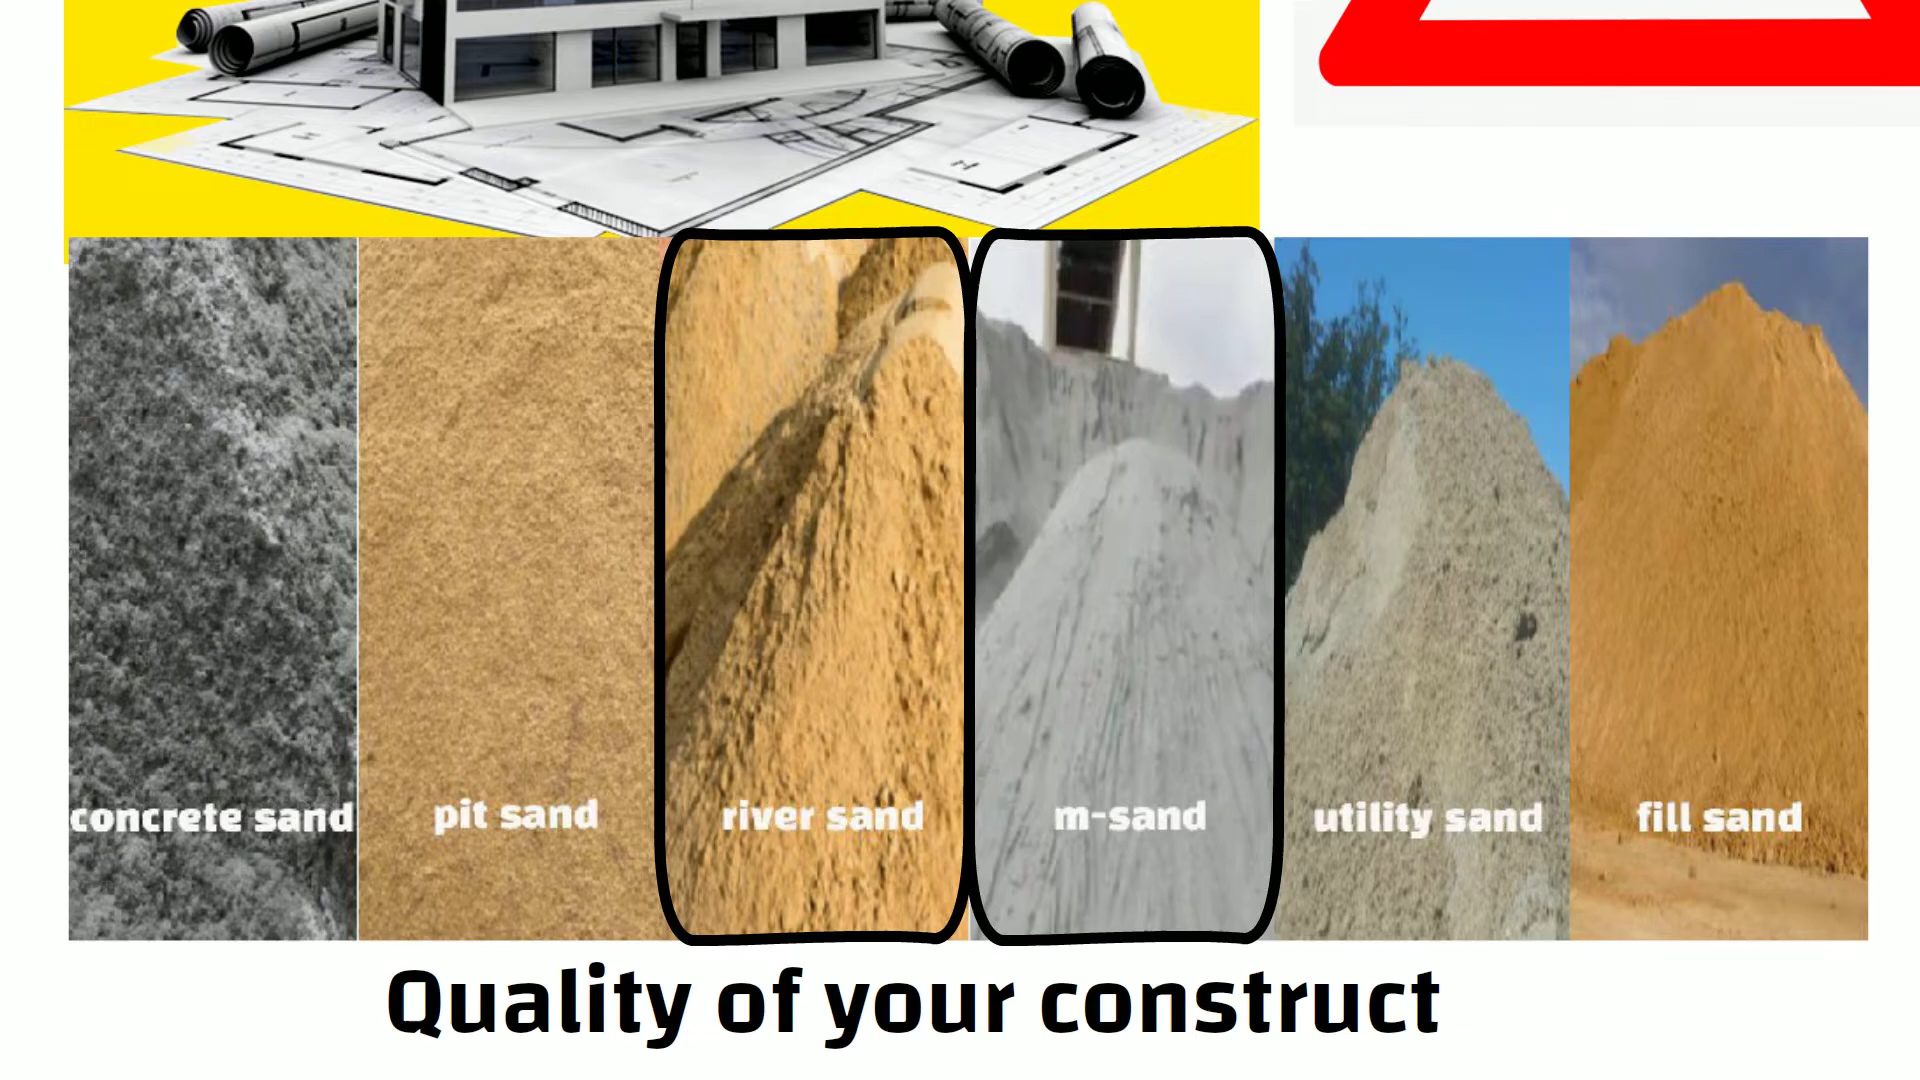 concrete sand
pit sand
river sand
m-sand
utility sand
fill sand
Quality of your construct